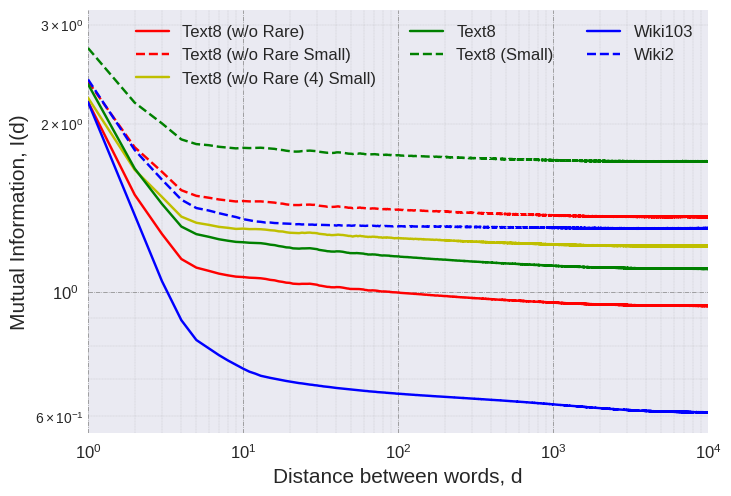 3 × 10⁰
Text8 (w/o Rare) Text8 Wiki103
Text8 (w/o Rare Small) Text8 (Small) Wiki2
Text8 (w/o Rare (4) Small)
2 × 10⁰
Mutual Information, I(d)
10⁰
6 × 10⁻¹
10⁰ 10¹ 10² 10³ 10⁴
Distance between words, d